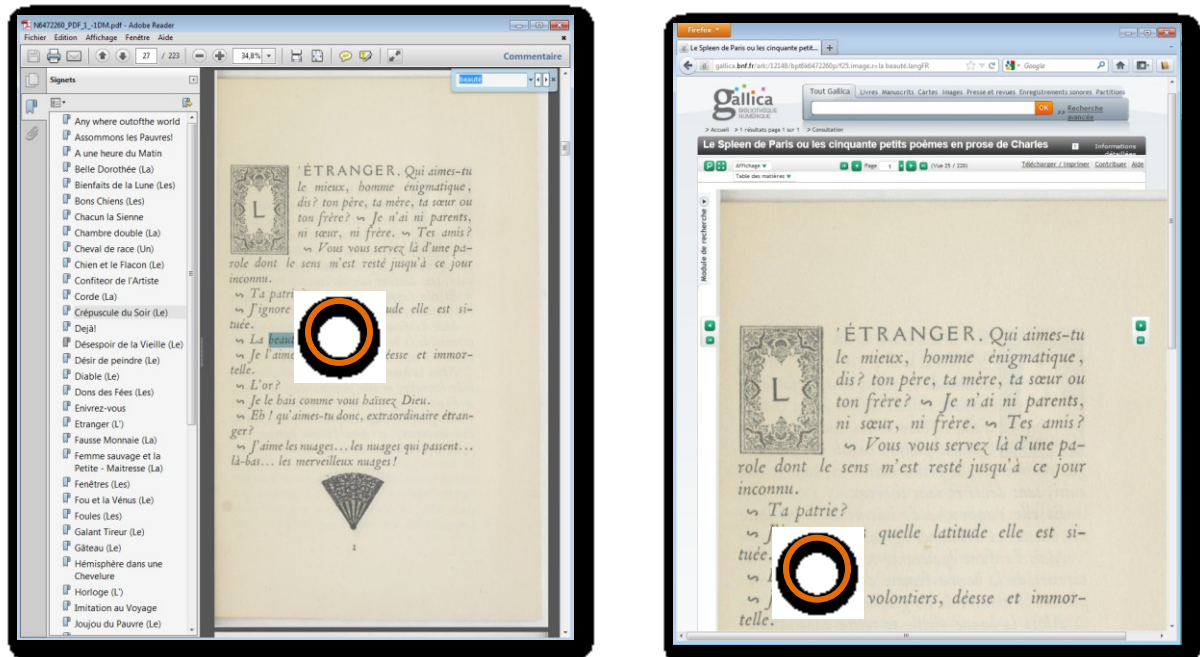 N6472260_PDF_1_-1DM.pdf - Adobe Reader
Fichier Edition Affichage Fenêtre Aide
27 / 223
34,8%
Commentaire
Signets
beauté
Any where outofthe world
Assommons les Pauvres!
A une heure du Matin
Belle Dorothée (La)
Bienfaits de la Lune (Les)
Bons Chiens (Les)
Chacun la Sienne
Chambre double (La)
Cheval de race (Un)
Chien et le Flacon (Le)
Confiteor de l'Artiste
Corde (La)
Crépuscule du Soir (Le)
Dejà!
Désespoir de la Vieille (Le)
Désir de peindre (Le)
Diable (Le)
Dons des Fées (Les)
Enivrez-vous
Etranger (L')
Fausse Monnaie (La)
Femme sauvage et la
Petite - Maitresse (La)
Fenêtres (Les)
Fou et la Vénus (Le)
Foules (Les)
Galant Tireur (Le)
Gâteau (Le)
Hémisphère dans une
Chevelure
Horloge (L')
Imitation au Voyage
Joujou du Pauvre (Le)
L
'ÉTRANGER. Qui aimes-tu
le mieux, homme énigmatique,
dis? ton père, ta mère, ta sœur ou
ton frère? Je n'ai ni parents,
ni sœur, ni frère. Tes amis?
Vous vous servez là d'une pa-
role dont le sens m'est resté jusqu'à ce jour
inconnu.
Ta patrie?
J'ignore ude elle est si-
tuée.
La beaut
Je l'aime déesse et immor-
telle.
L'or?
Je le hais comme vous haïssez Dieu.
Eh ! qu'aimes-tu donc, extraordinaire étran-
ger?
J'aime les nuages... les nuages qui passent...
là-bas... les merveilleux nuages!
Firefox
Le Spleen de Paris ou les cinquante petit...
gallica.bnf.fr/ark:/12148/bpt6k6472260p/f25.image.r=la beauté.langFR
Google
Gallica
BIBLIOTHÈQUE
NUMÉRIQUE
Tout Gallica Livres Manuscrits Cartes Images Presse et revues Enregistrements sonores Partitions
OK
>> Recherche
avancée
> Accueil > 1 résultats page 1 sur 1 > Consultation
Le Spleen de Paris ou les cinquante petits poèmes en prose de Charles
Informations
détaillées
Affichage
Page 1 (Vue 25 / 220)
Télécharger / Imprimer Contribuer Aide
Table des matières
Module de recherche
L
'ÉTRANGER. Qui aimes-tu
le mieux, homme énigmatique,
dis? ton père, ta mère, ta sœur ou
ton frère? Je n'ai ni parents,
ni sœur, ni frère. Tes amis?
Vous vous servez là d'une pa-
role dont le sens m'est resté jusqu'à ce jour
inconnu.
Ta patrie?
quelle latitude elle est si-
tuée.
volontiers, déesse et immor-
telle.